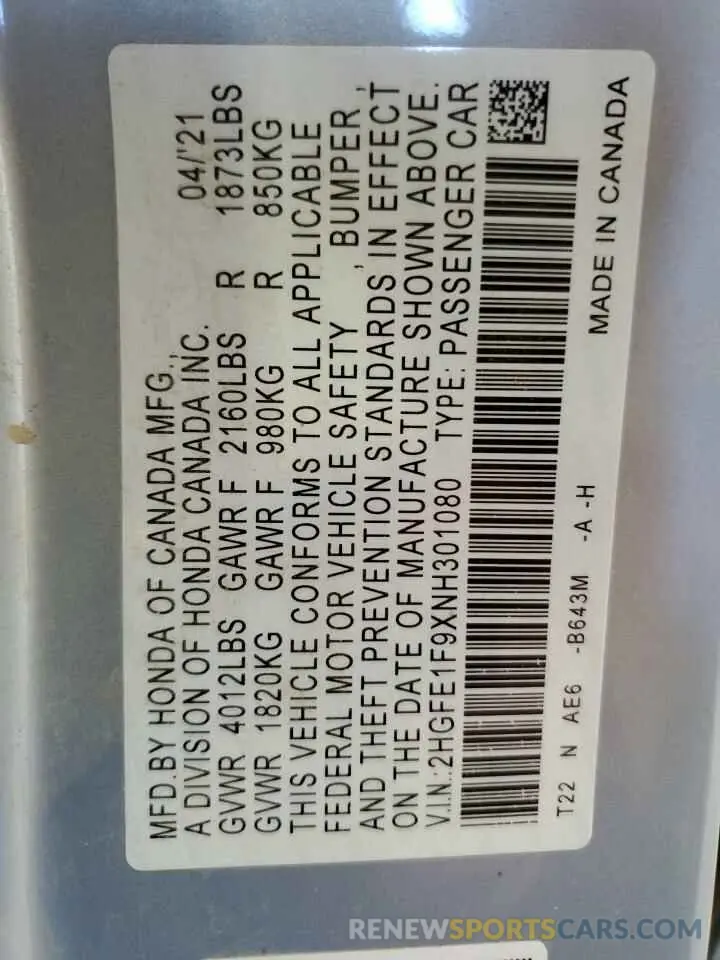 MFD.BY HONDA OF CANADA MFG., 04/'21
A DIVISION OF HONDA CANADA INC.
GVWR 4012LBS GAWR F 2160LBS R 1873LBS
GVWR 1820KG GAWR F 980KG R 850KG
THIS VEHICLE CONFORMS TO ALL APPLICABLE
FEDERAL MOTOR VEHICLE SAFETY , BUMPER ,
AND THEFT PREVENTION STANDARDS IN EFFECT
ON THE DATE OF MANUFACTURE SHOWN ABOVE.
V.I.N.:2HGFE1F9XNH301080 TYPE: PASSENGER CAR
T22 N AE6 -B643M -A -H
MADE IN CANADA
RENEWSPORTSCARS.COM